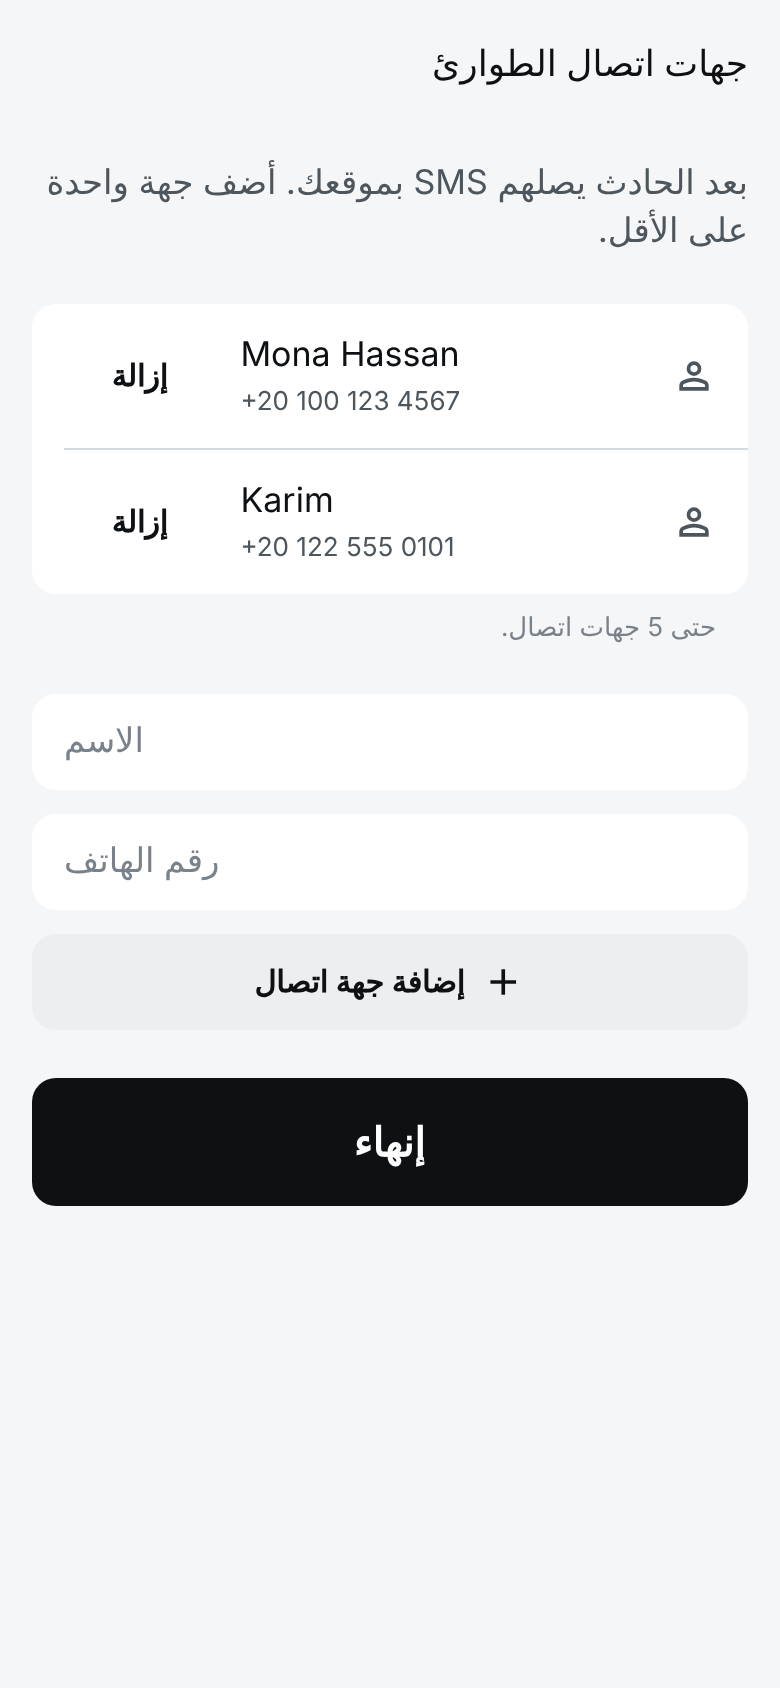 جهات اتصال الطوارئ
بعد الحادث يصلهم SMS بموقعك. أضف جهة واحدة
على الأقل.
Mona Hassan
+20 100 123 4567
إزالة
Karim
+20 122 555 0101
إزالة
حتى 5 جهات اتصال.
الاسم
رقم الهاتف
إضافة جهة اتصال
إنهاء